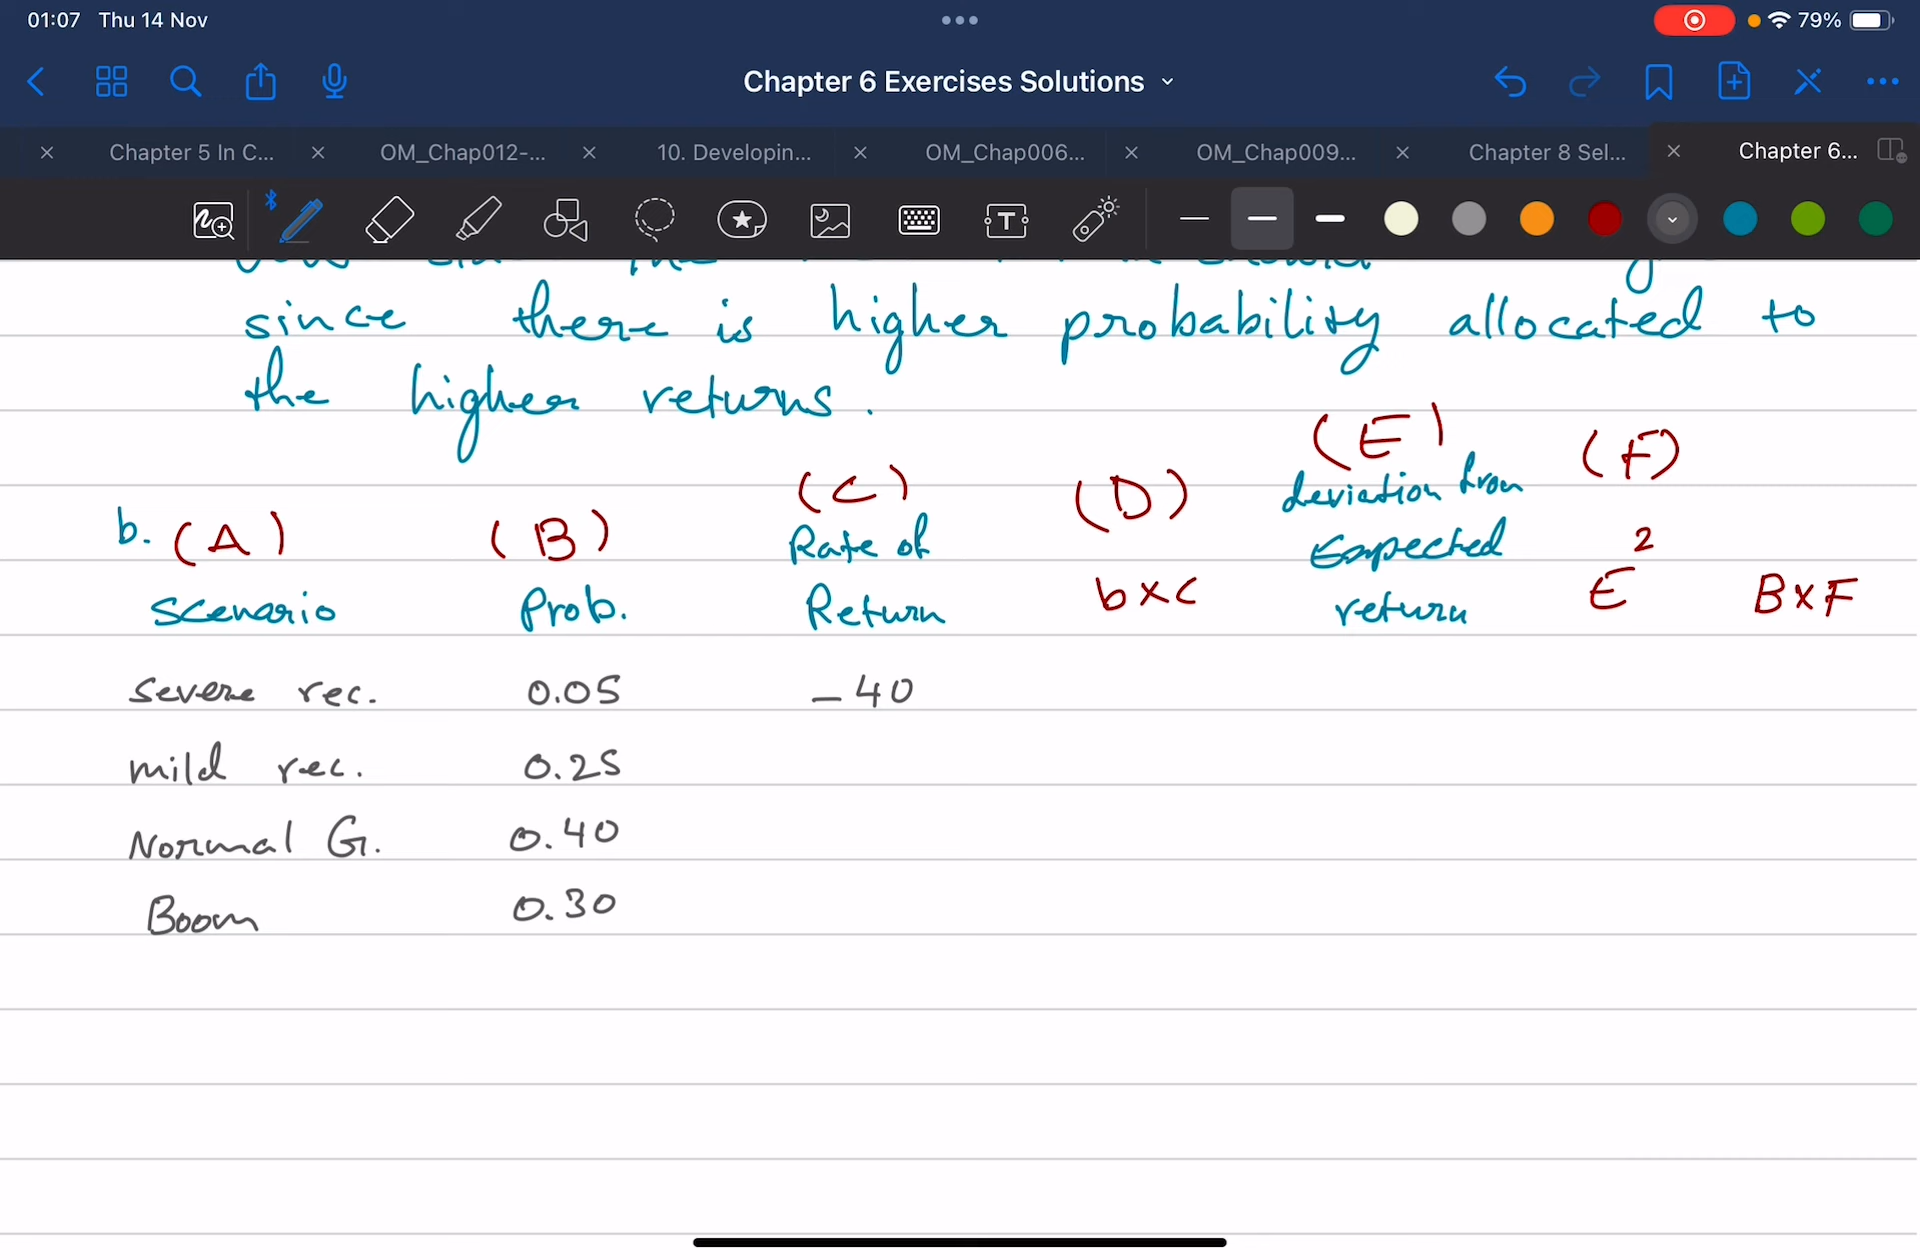 01:07 Thu 14 Nov
79%
Chapter 6 Exercises Solutions
Chapter 5 In C...
OM_Chap012-...
10. Developin...
OM_Chap006...
OM_Chap009...
Chapter 8 Sel...
Chapter 6...
T
since there is higher probability allocated to
the higher returns.
b. (A) (B) (C) (D) (E) (F)
Scenario Prob. Rate of Return b×c deviation from Expected return E² B×F
Severe rec. 0.05 -40
mild rec. 0.25
Normal G. 0.40
Boom 0.30